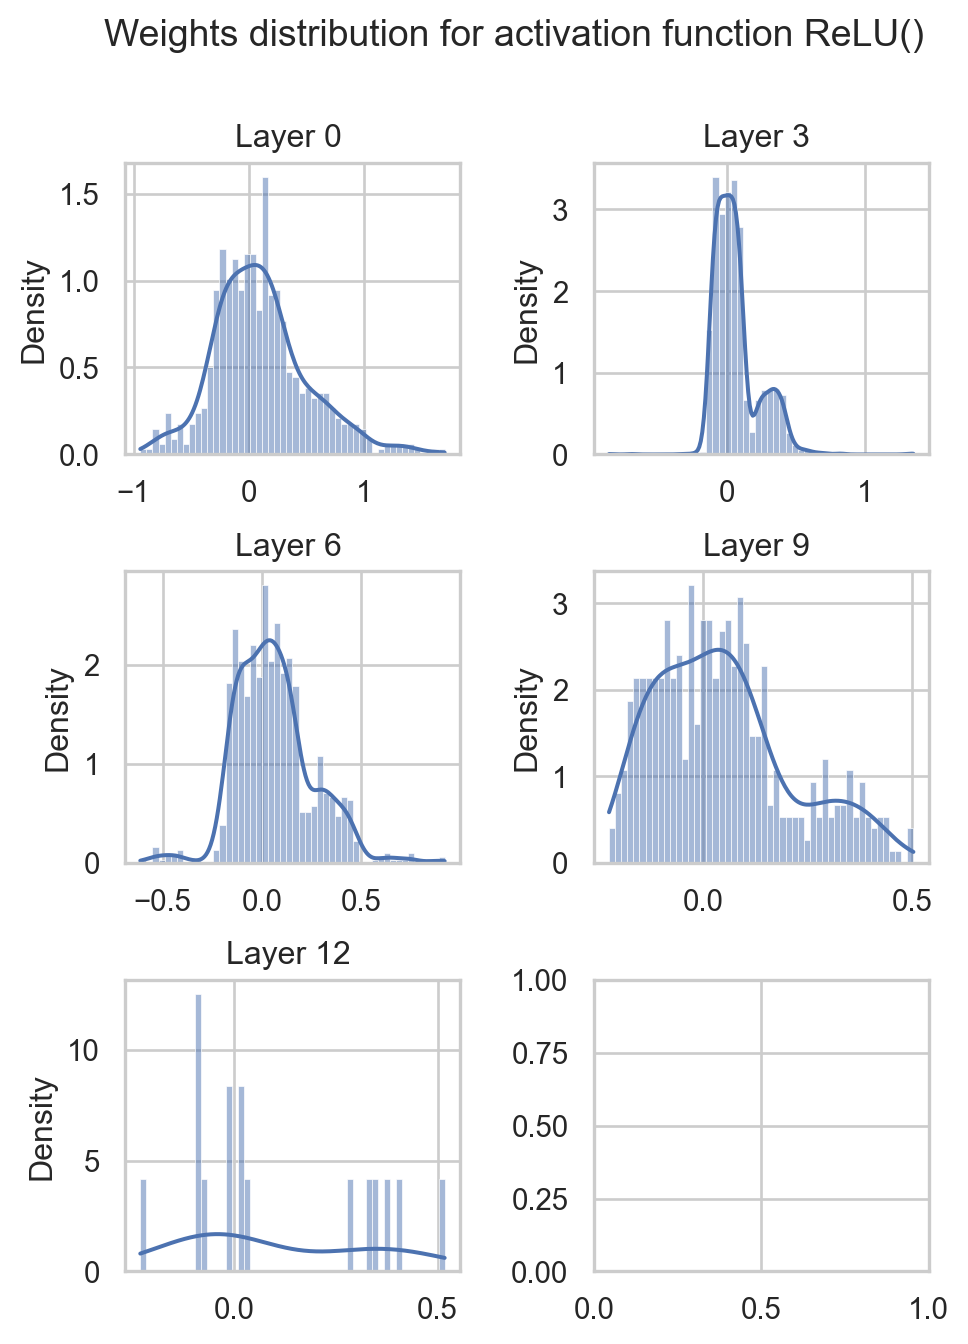 Weights distribution for activation function ReLU()
Layer 0
Density
1.5
1.0
0.5
0.0
−1 0 1
Layer 3
Density
3
2
1
0
0 1
Layer 6
Density
2
1
0
−0.5 0.0 0.5
Layer 9
Density
3
2
1
0
0.0 0.5
Layer 12
Density
10
5
0
0.0 0.5
1.00
0.75
0.50
0.25
0.00
0.0 0.5 1.0